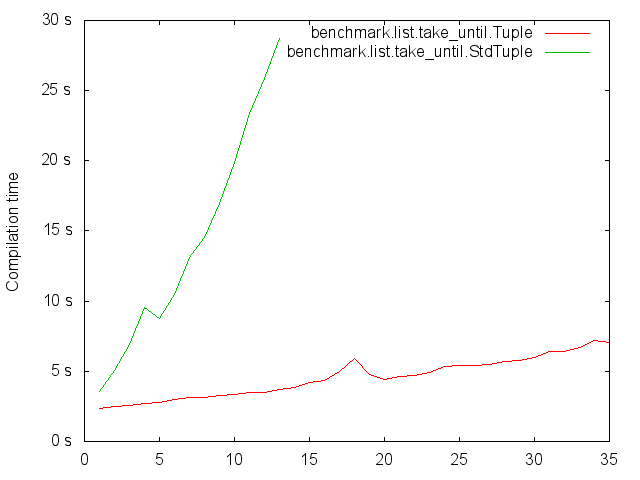 30 s
25 s
20 s
15 s
10 s
5 s
0 s
Compilation time
benchmark.list.take_until.Tuple
benchmark.list.take_until.StdTuple
0 5 10 15 20 25 30 35